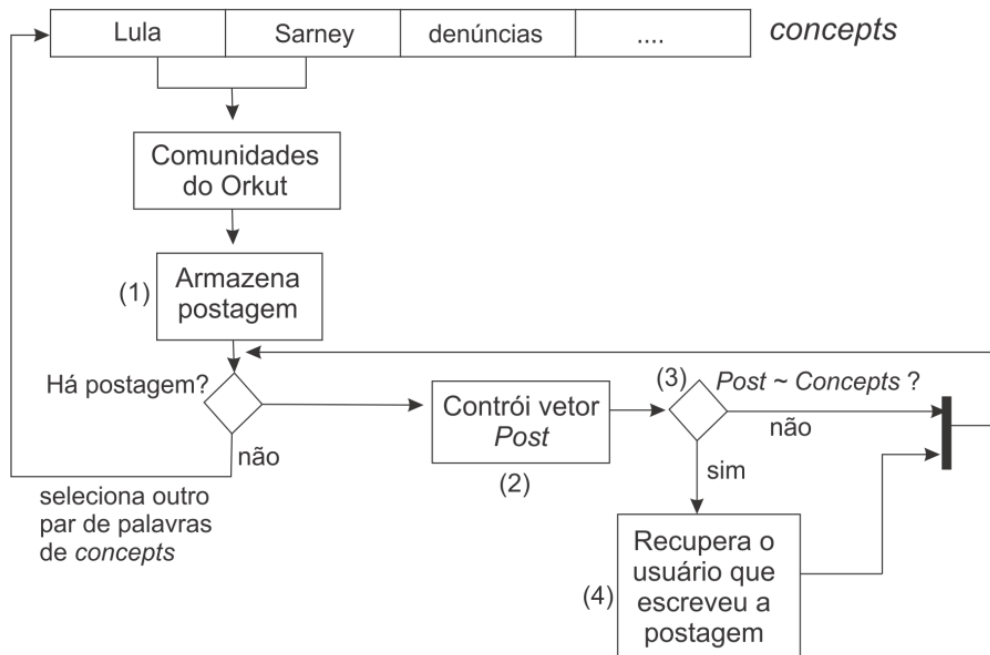 Lula
Sarney
denúncias
....
concepts
Comunidades
do Orkut
(1)
Armazena
postagem
Há postagem?
não
seleciona outro
par de palavras
de concepts
Contrói vetor
Post
(2)
(3)
Post ~ Concepts ?
não
sim
(4)
Recupera o
usuário que
escreveu a
postagem